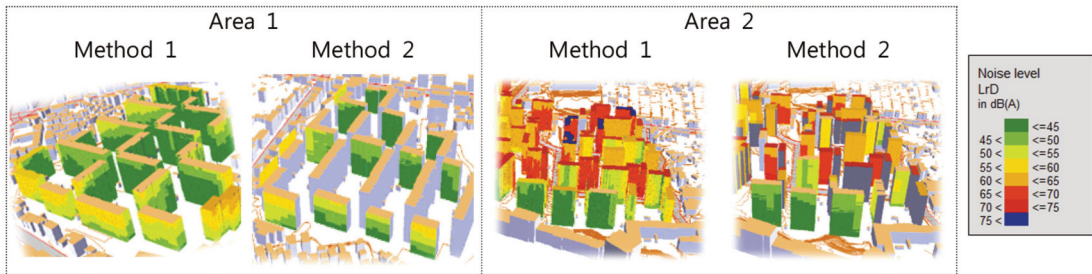 Area 1
Area 2
Method 1
Method 2
Method 1
Method 2
Noise level
LrD
in dB(A)
<=45
45 < <=50
50 < <=55
55 < <=60
60 < <=65
65 < <=70
70 < <=75
75 <